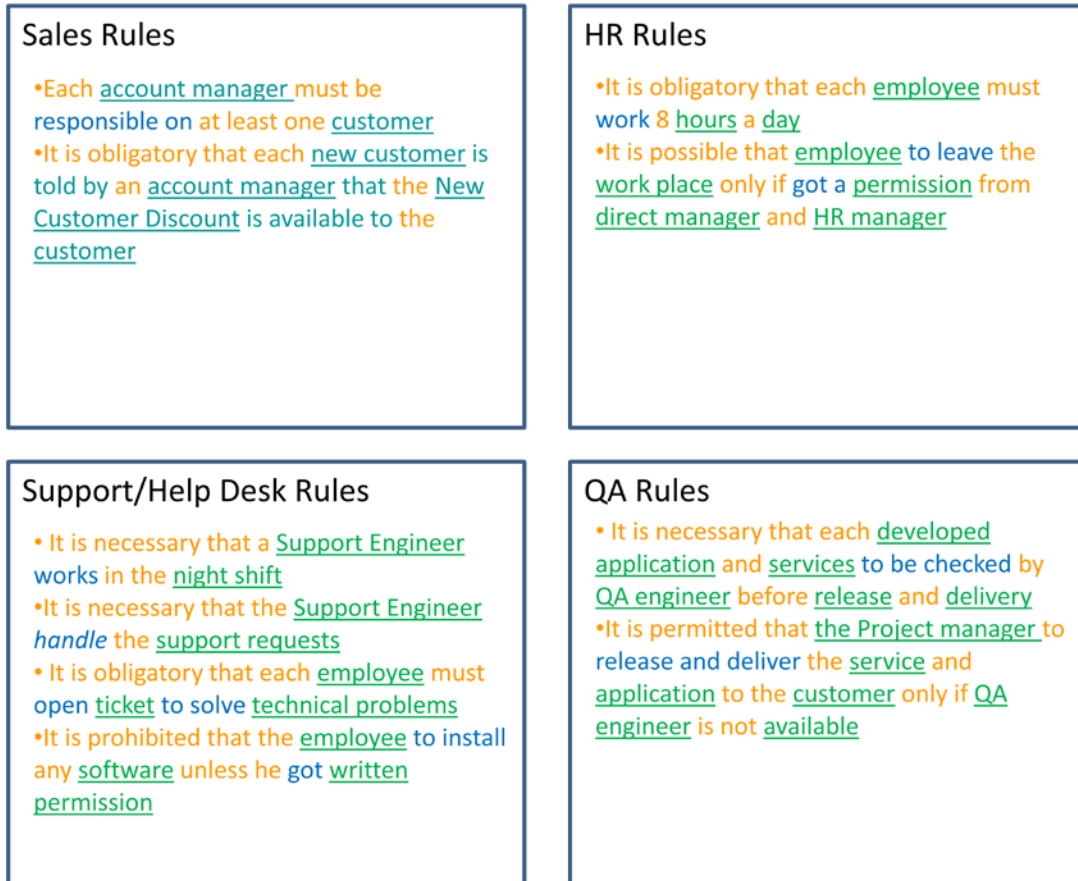 Sales Rules
•Each account manager must be
responsible on at least one customer
•It is obligatory that each new customer is
told by an account manager that the New
Customer Discount is available to the
customer
HR Rules
•It is obligatory that each employee must
work 8 hours a day
•It is possible that employee to leave the
work place only if got a permission from
direct manager and HR manager
Support/Help Desk Rules
• It is necessary that a Support Engineer
works in the night shift
•It is necessary that the Support Engineer
handle the support requests
• It is obligatory that each employee must
open ticket to solve technical problems
•It is prohibited that the employee to install
any software unless he got written
permission
QA Rules
• It is necessary that each developed
application and services to be checked by
QA engineer before release and delivery
•It is permitted that the Project manager to
release and deliver the service and
application to the customer only if QA
engineer is not available